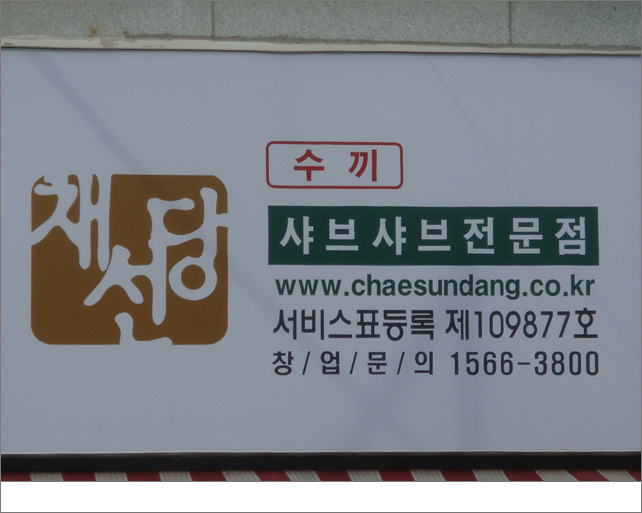 채선당
수끼
샤브샤브전문점
www.chaesundang.co.kr
서비스표등록 제109877호
창/업/문/의 1566-3800